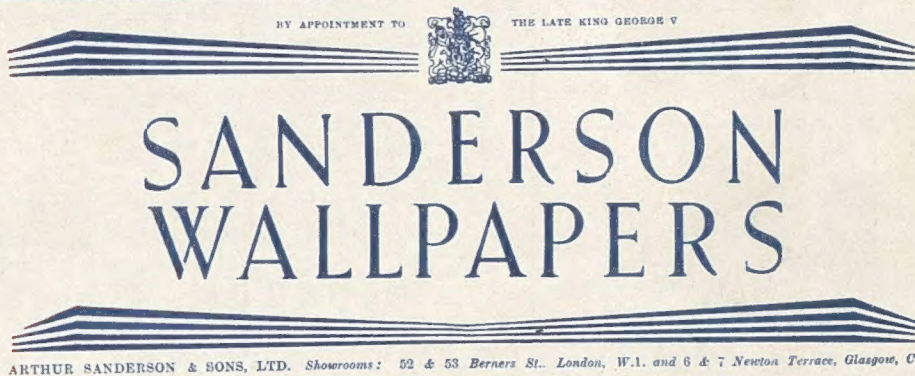 BY APPOINTMENT TO THE LATE KING GEORGE V
SANDERSON
WALLPAPERS
ARTHUR SANDERSON & SONS, LTD. Showrooms: 52 & 53 Berners St.. London, W.1. and 6 & 7 Newton Terrace, Glasgow, C